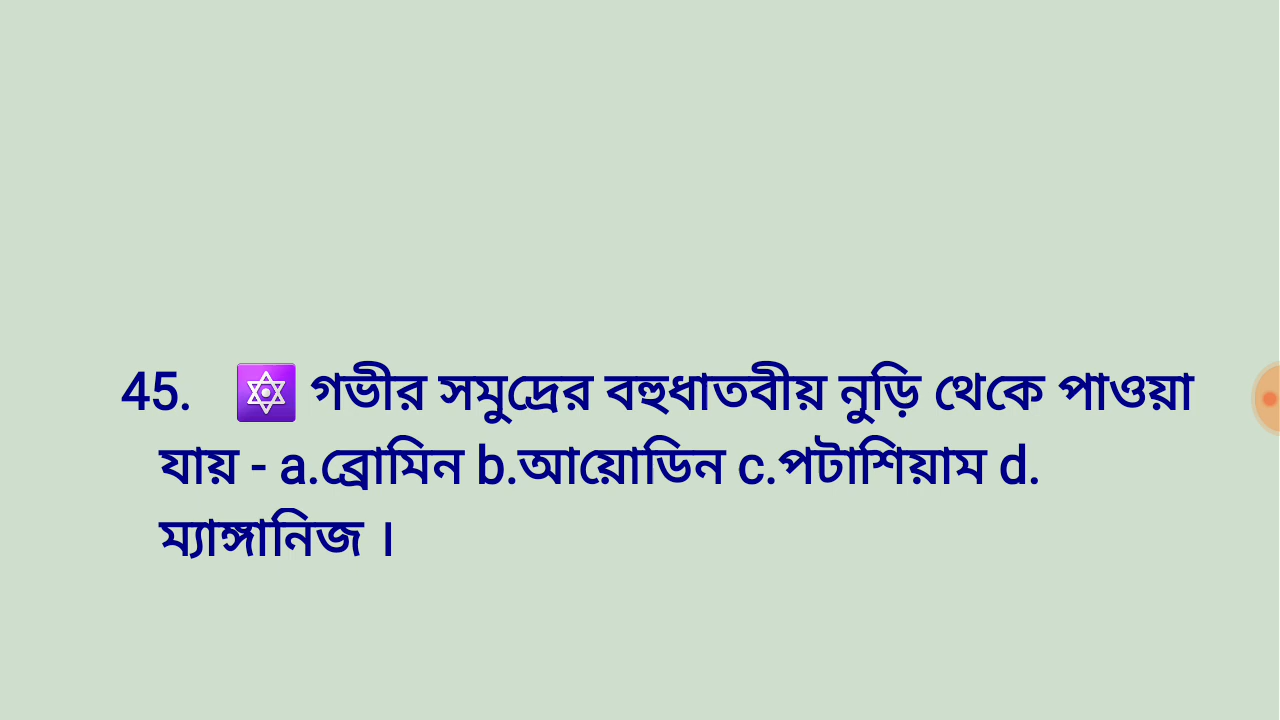 45. 🔯 গভীর সমুদ্রের বহুধাতবীয় নুড়ি থেকে পাওয়া
যায় - a.ব্রোমিন b.আয়োডিন c.পটাশিয়াম d.
ম্যাঙ্গানিজ ।